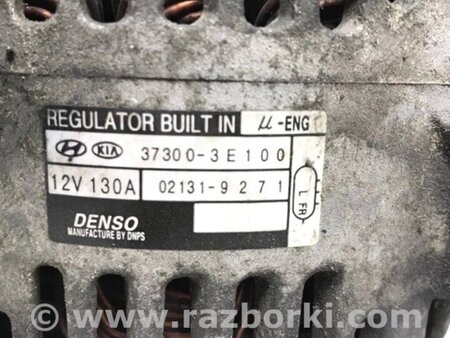 REGULATOR BUILT IN μ-ENG
KIA 37300-3E100
12V 130A 02131-9271
L FR
DENSO
MANUFACTURE BY DNPS
© www.razborki.com